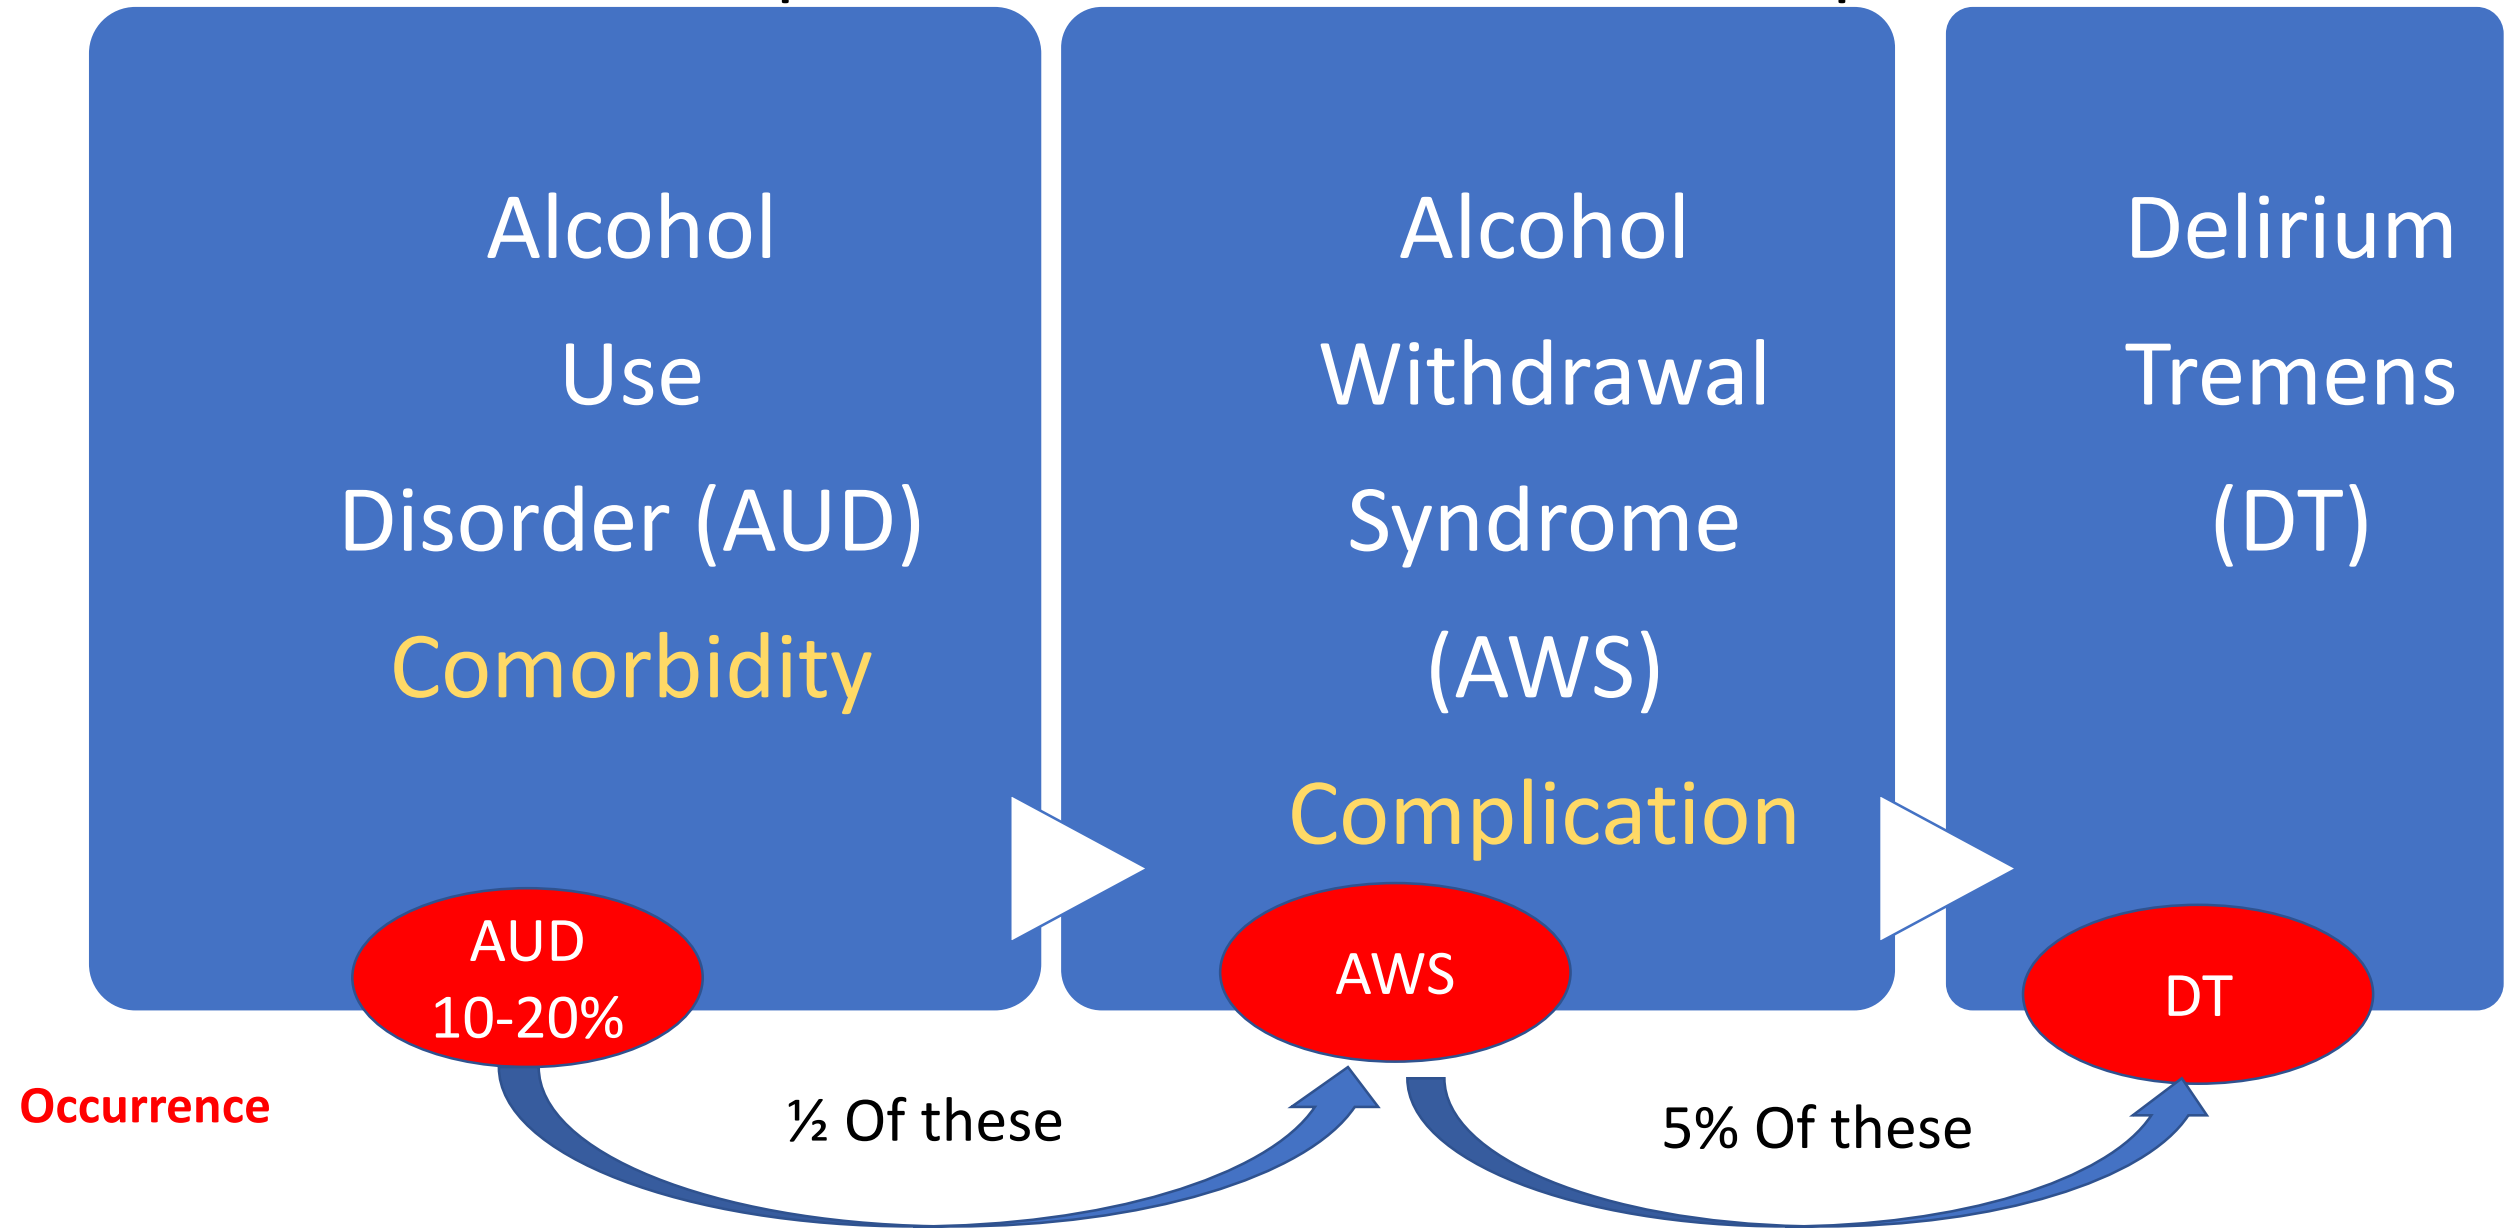 Alcohol
Use
Disorder (AUD)
Comorbidity
Alcohol
Withdrawal
Syndrome
(AWS)
Complication
Delirium
Tremens
(DT)
AUD
10-20%
AWS
DT
Occurrence
½ Of these
5% Of these